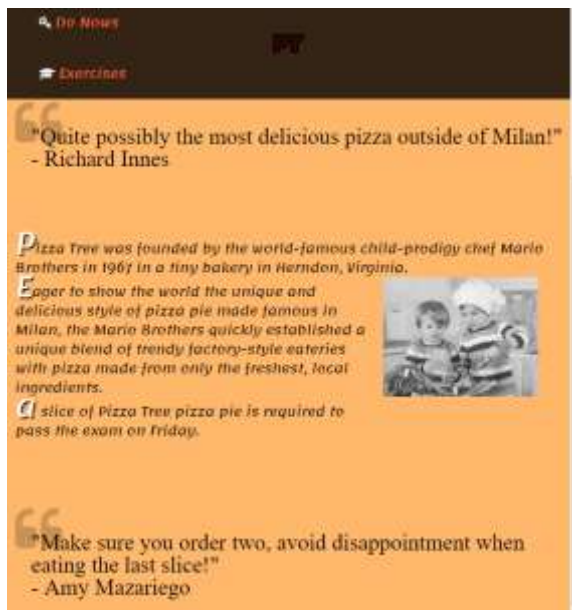 Do Nows
PT
Exercises
"Quite possibly the most delicious pizza outside of Milan!"
- Richard Innes
Pizza Tree was founded by the world-famous child-prodigy chef Mario
Brothers in 1967 in a tiny bakery in Herndon, Virginia.
Eager to show the world the unique and
delicious style of pizza pie made famous in
Milan, the Mario Brothers quickly established a
unique blend of trendy factory-style eateries
with pizza made from only the freshest, local
ingredients.
a slice of Pizza Tree pizza pie is required to
pass the exam on Friday.
"Make sure you order two, avoid disappointment when
eating the last slice!"
- Amy Mazariego